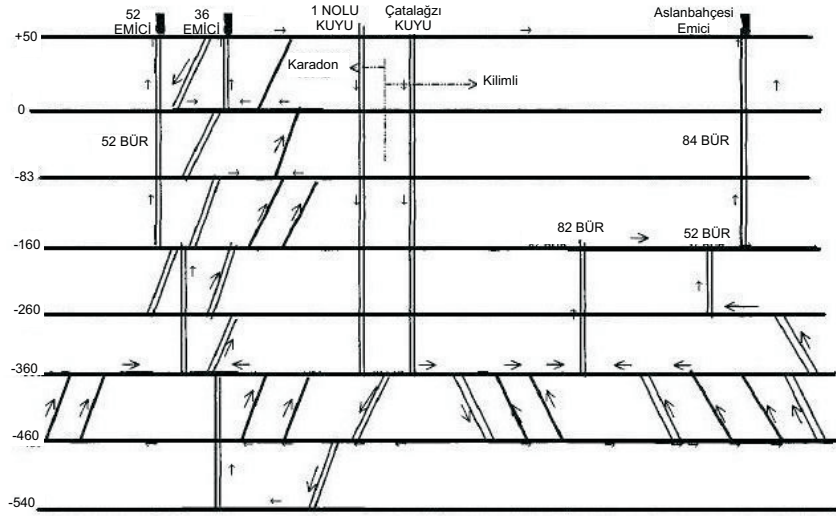 52
EMİCİ
36
EMİCİ
1 NOLU
KUYU
Çatalağzı
KUYU
Aslanbahçesi
Emici
+50
Karadon
Kilimli
0
52 BÜR
84 BÜR
-83
-160
82 BÜR
52 BÜR
-260
-360
-460
-540